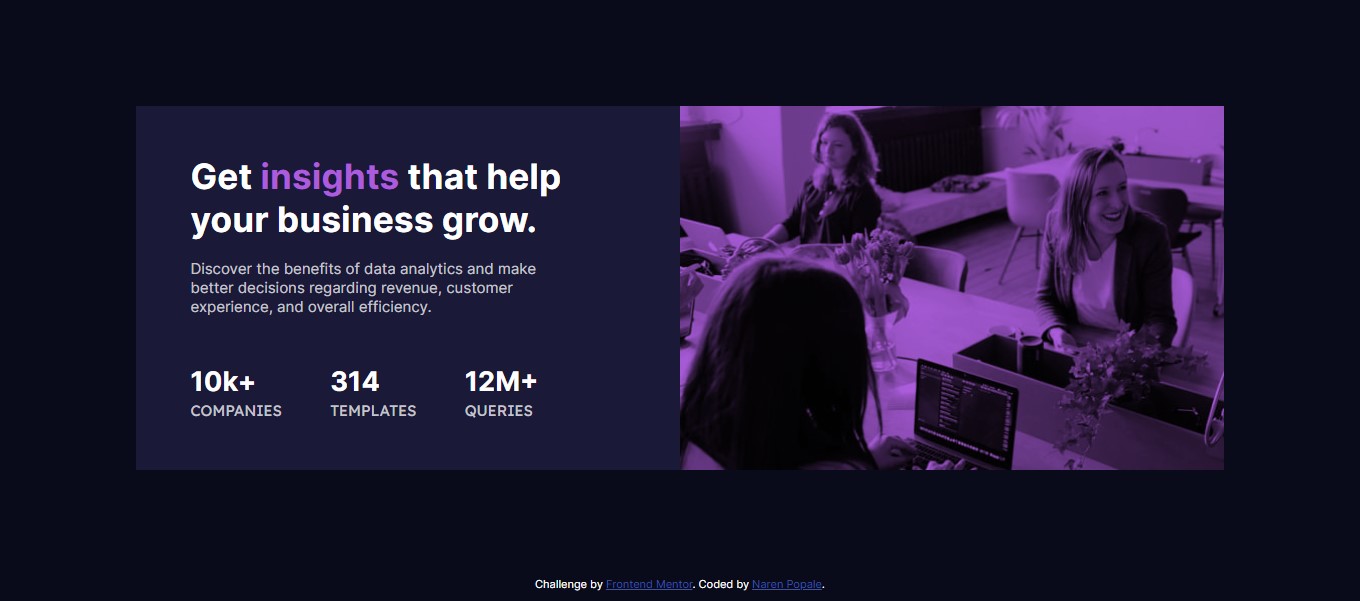 Get insights that help
your business grow.
Discover the benefits of data analytics and make
better decisions regarding revenue, customer
experience, and overall efficiency.
10k+ 314 12M+
COMPANIES TEMPLATES QUERIES
Challenge by Frontend Mentor. Coded by Naren Popale.